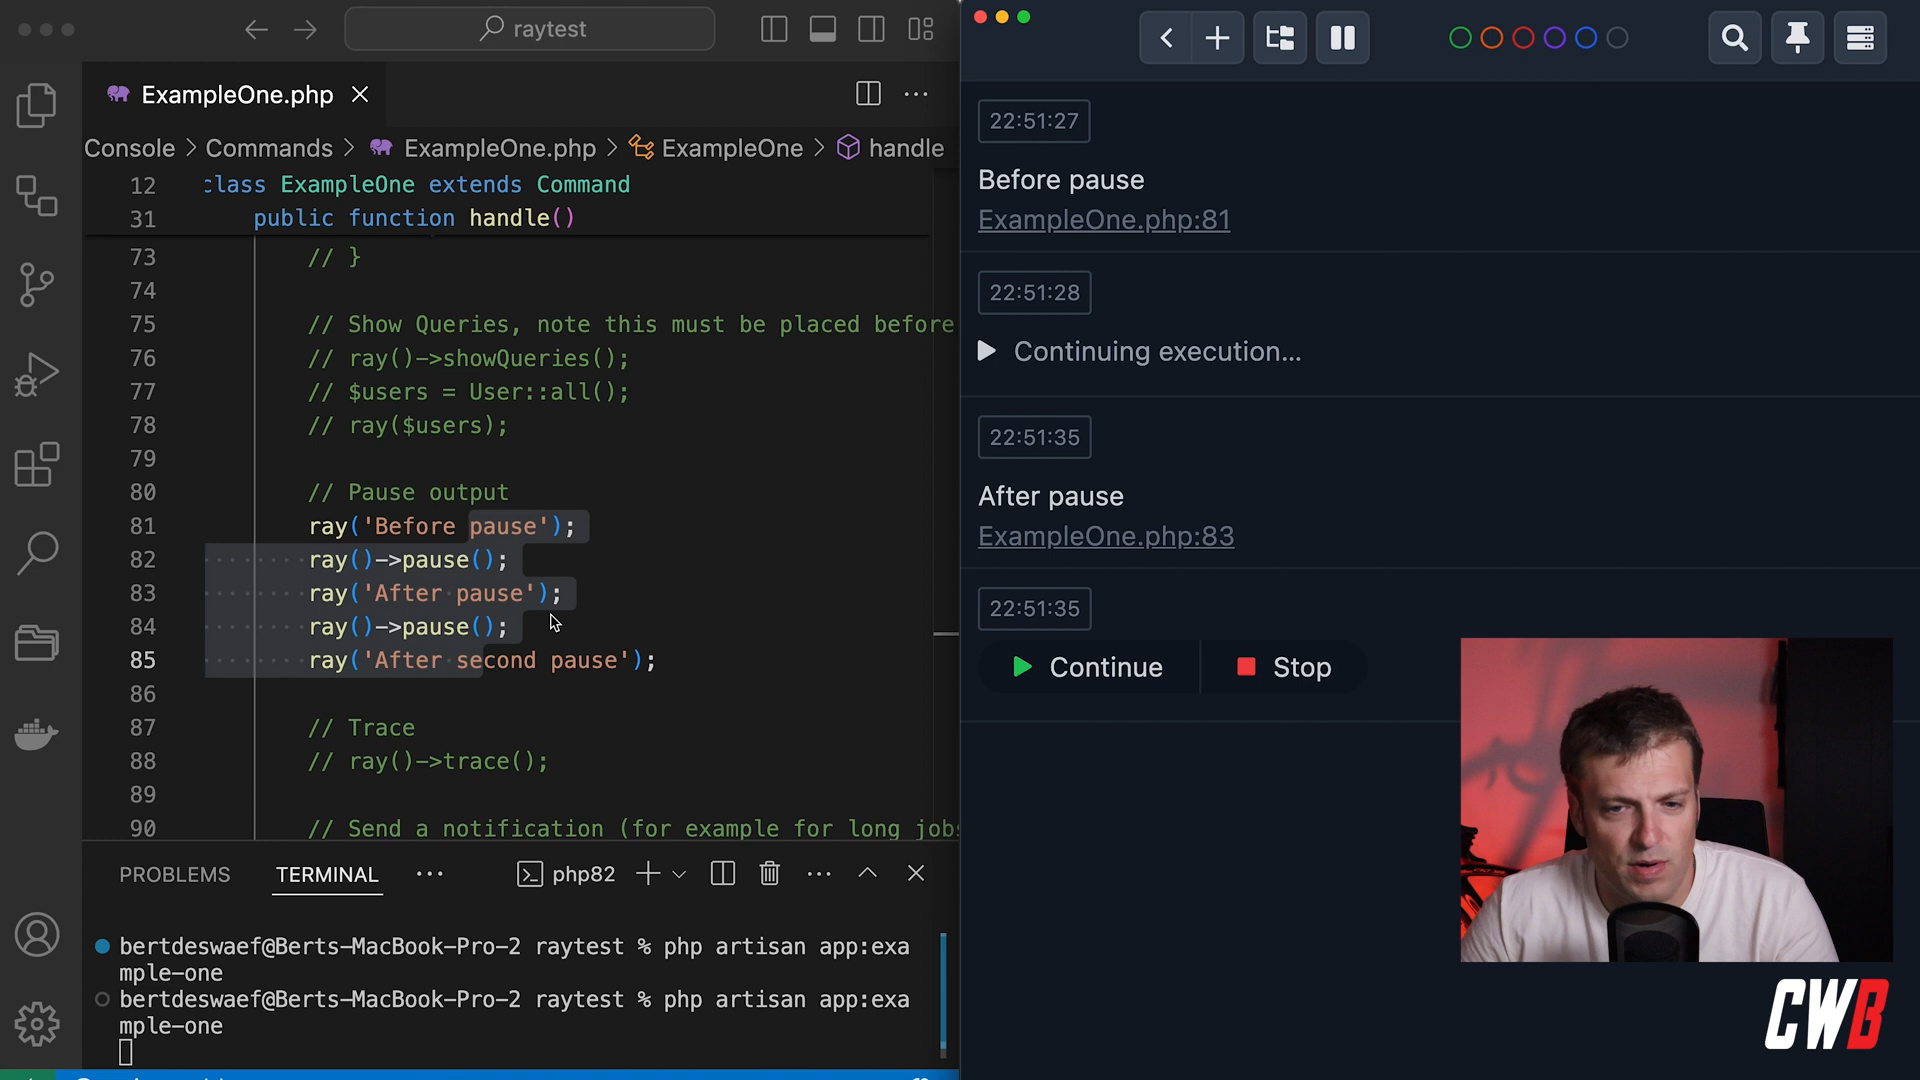 raytest
ExampleOne.php
Console > Commands > ExampleOne.php > ExampleOne > handle
12 class ExampleOne extends Command
31 public function handle()
73 // }
74
75 // Show Queries, note this must be placed before
76 // ray()->showQueries();
77 // $users = User::all();
78 // ray($users);
79
80 // Pause output
81 ray('Before pause');
82 ray()->pause();
83 ray('After pause');
84 ray()->pause();
85 ray('After second pause');
86
87 // Trace
88 // ray()->trace();
89
90 // Send a notification (for example for long jobs
PROBLEMS TERMINAL php82
bertdeswaef@Berts-MacBook-Pro-2 raytest % php artisan app:exa
mple-one
bertdeswaef@Berts-MacBook-Pro-2 raytest % php artisan app:exa
mple-one
22:51:27
Before pause
ExampleOne.php:81
22:51:28
Continuing execution...
22:51:35
After pause
ExampleOne.php:83
22:51:35
Continue Stop
CWB